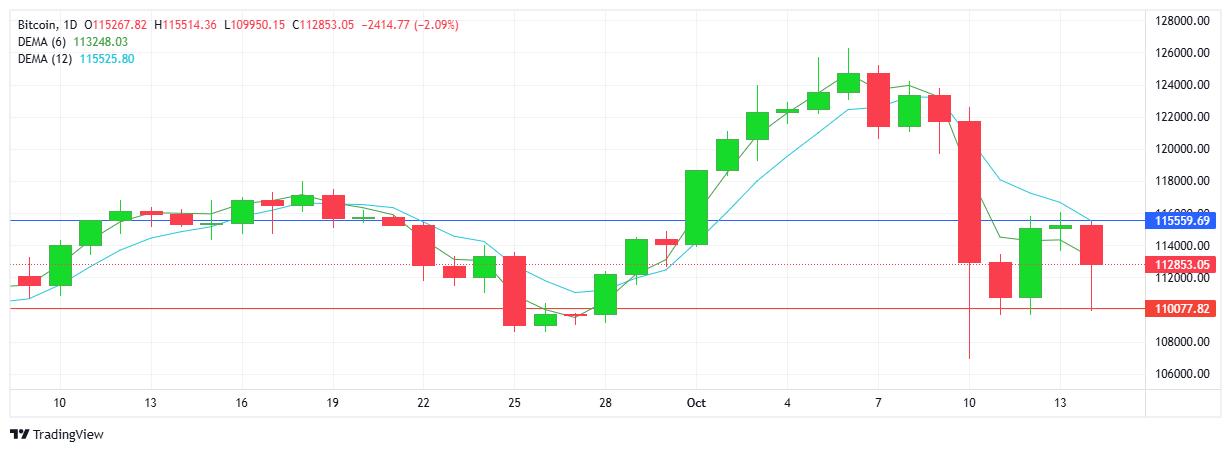 Bitcoin, 1D O115267.82 H115514.36 L109950.15 C112853.05 −2414.77 (−2.09%)
DEMA (6) 113248.03
DEMA (12) 115525.80
128000.00
126000.00
124000.00
122000.00
120000.00
118000.00
115559.69
114000.00
112853.05
112000.00
110077.82
108000.00
106000.00
10 13 16 19 22 25 28 Oct 4 7 10 13
TradingView